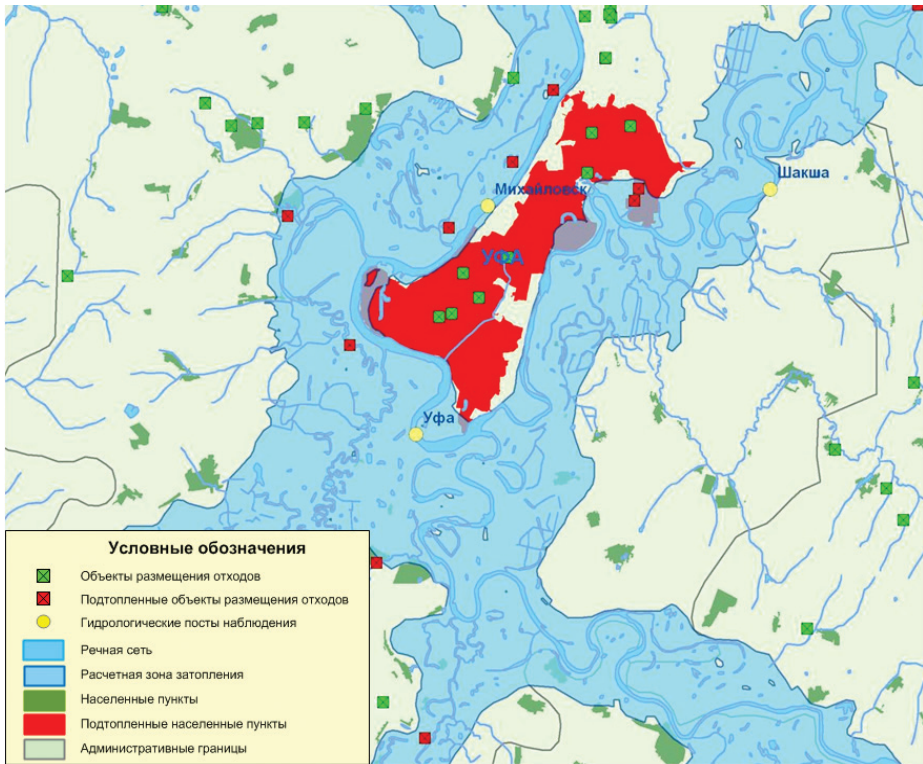 Шакша
Михайловск
УФА
Уфа
Условные обозначения
Объекты размещения отходов
Подтопленные объекты размещения отходов
Гидрологические посты наблюдения
Речная сеть
Расчетная зона затопления
Населенные пункты
Подтопленные населенные пункты
Административные границы